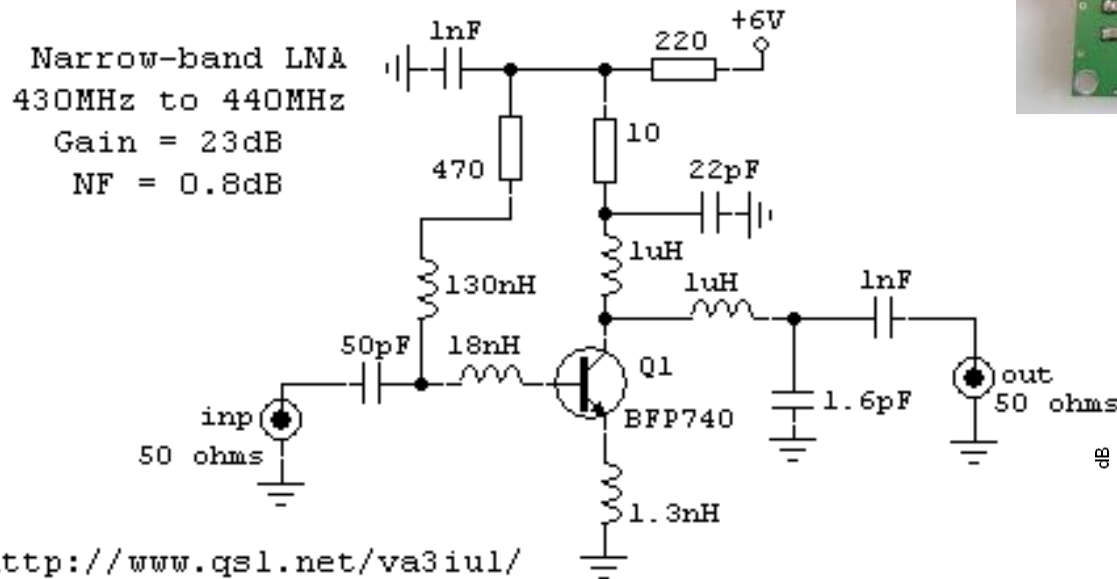 Narrow-band LNA
430MHz to 440MHz
Gain = 23dB
NF = 0.8dB
1nF
220
+6V
470
10
22pF
1uH
130nH
1uH
1nF
50pF
18nH
Q1
BFP740
1.6pF
out
50 ohms
inp
50 ohms
1.3nH
dB
ttp://www.qsl.net/va3iul/